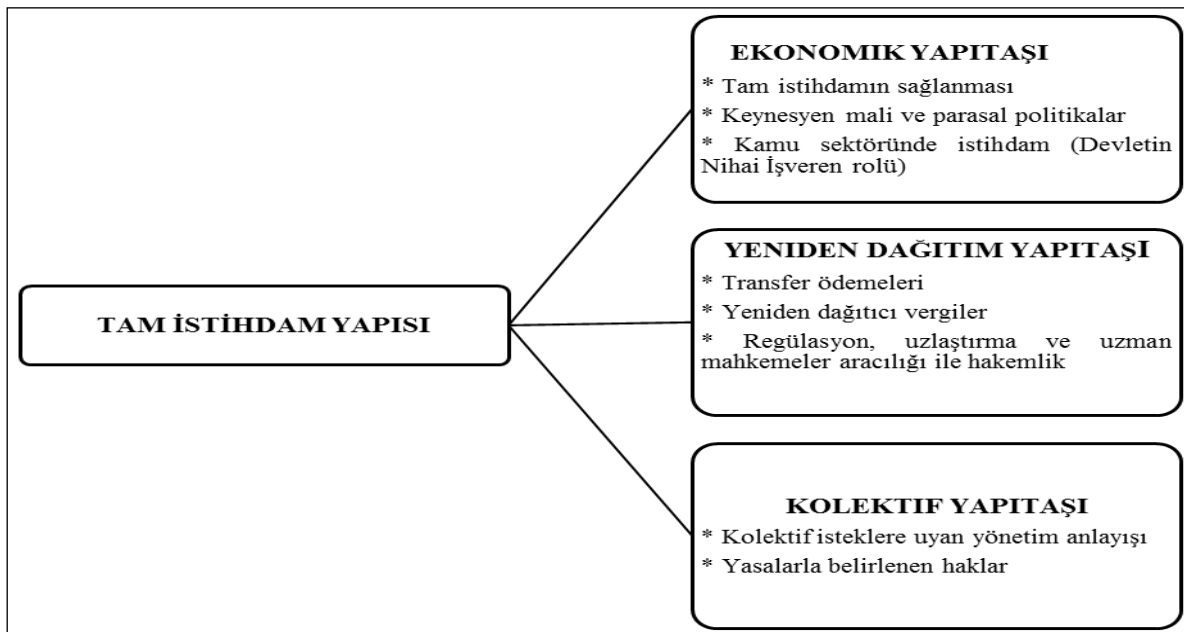 EKONOMIK YAPITAŞI
* Tam istihdamın sağlanması
* Keynesyen mali ve parasal politikalar
* Kamu sektöründe istihdam (Devletin
Nihai İşveren rolü)
TAM İSTİHDAM YAPISI
YENIDEN DAĞITIM YAPITAŞI
* Transfer ödemeleri
* Yeniden dağıtıcı vergiler
* Regülasyon, uzlaştırma ve uzman
mahkemeler aracılığı ile hakemlik
KOLEKTIF YAPITAŞI
* Kolektif isteklere uyan yönetim anlayışı
* Yasalarla belirlenen haklar